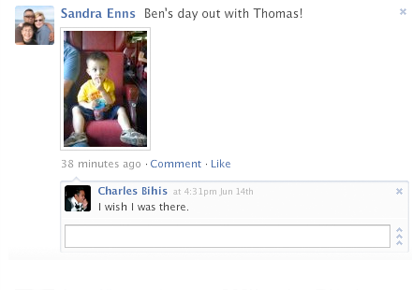 Sandra Enns Ben's day out with Thomas!
38 minutes ago · Comment · Like
Charles Bihis at 4:31pm Jun 14th
I wish I was there.